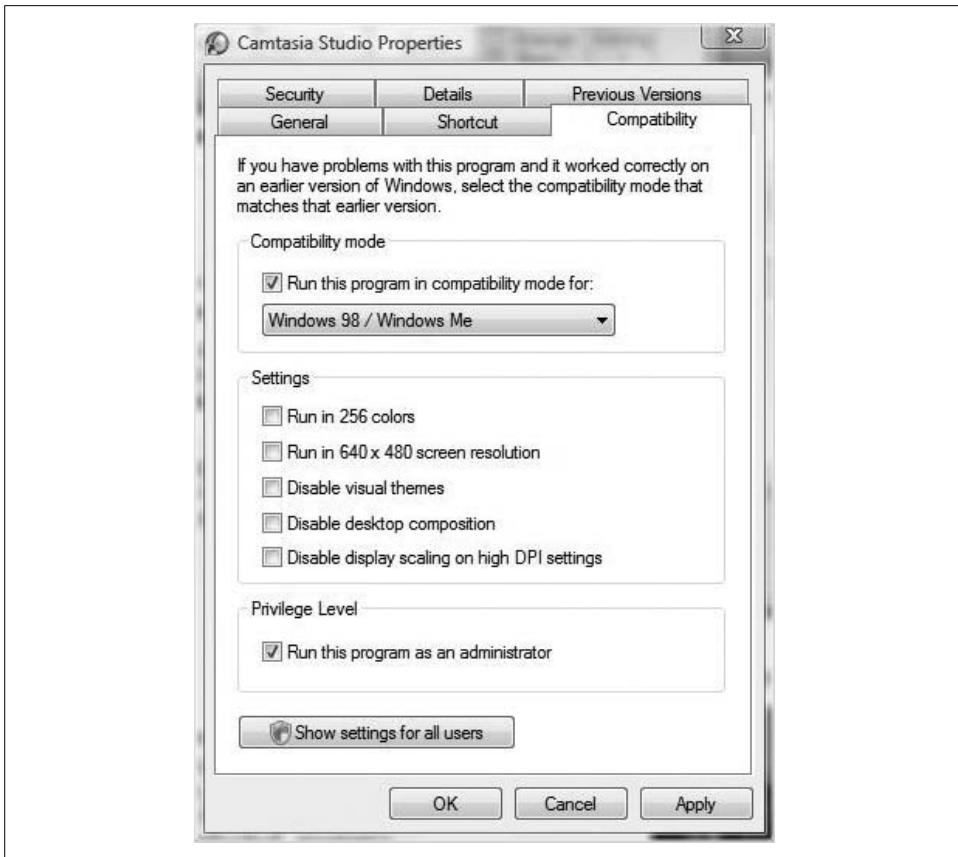 Camtasia Studio Properties
Security Details Previous Versions
General Shortcut Compatibility
If you have problems with this program and it worked correctly on
an earlier version of Windows, select the compatibility mode that
matches that earlier version.
Compatibility mode
Run this program in compatibility mode for:
Windows 98 / Windows Me
Settings
Run in 256 colors
Run in 640 x 480 screen resolution
Disable visual themes
Disable desktop composition
Disable display scaling on high DPI settings
Privilege Level
Run this program as an administrator
Show settings for all users
OK Cancel Apply